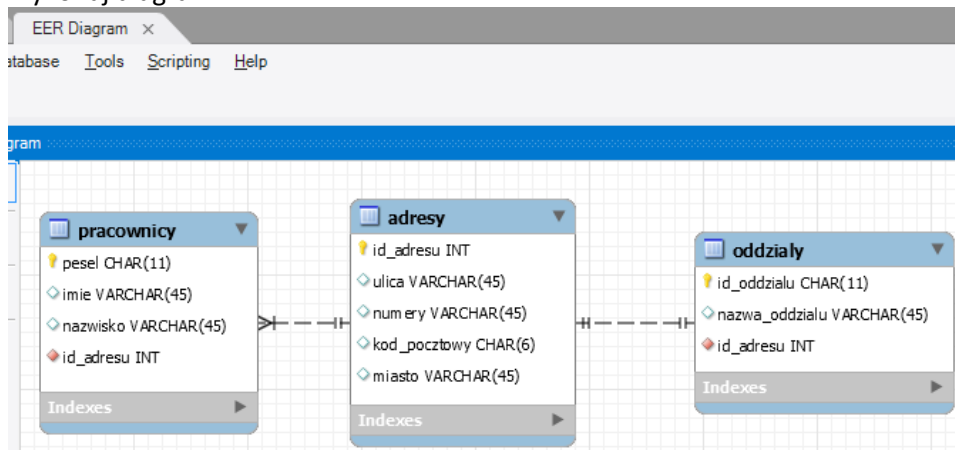 EER Diagram ×
atabase Tools Scripting Help
gram
pracownicy
pesel CHAR(11)
imie VARCHAR(45)
nazwisko VARCHAR(45)
id_adresu INT
Indexes
adresy
id_adresu INT
ulica VARCHAR(45)
numery VARCHAR(45)
kod_pocztowy CHAR(6)
miasto VARCHAR(45)
Indexes
oddzialy
id_oddzialu CHAR(11)
nazwa_oddzialu VARCHAR(45)
id_adresu INT
Indexes